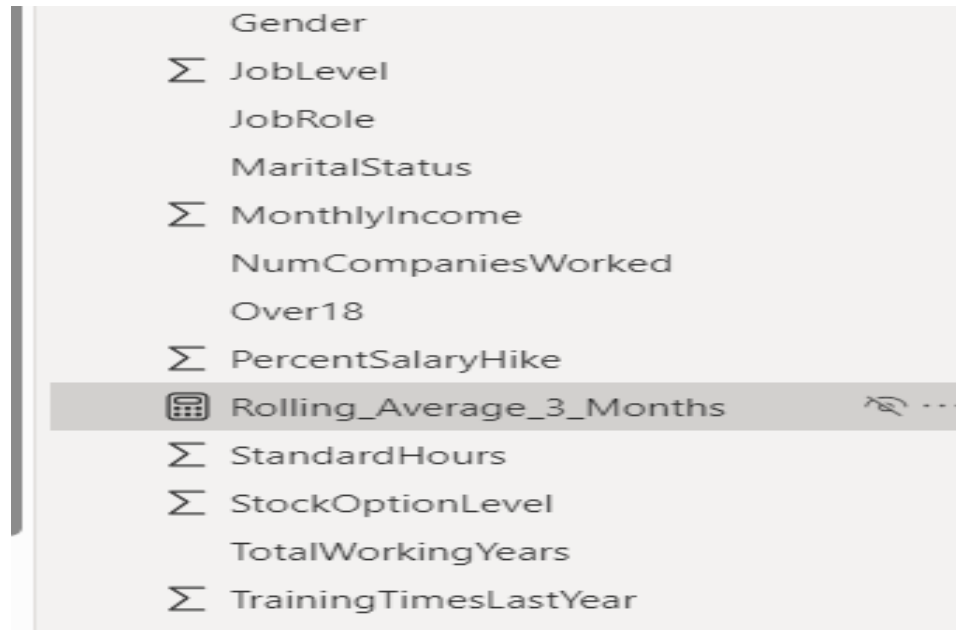 Gender
JobLevel
JobRole
MaritalStatus
MonthlyIncome
NumCompaniesWorked
Over18
PercentSalaryHike
Rolling_Average_3_Months
StandardHours
StockOptionLevel
TotalWorkingYears
TrainingTimesLastYear